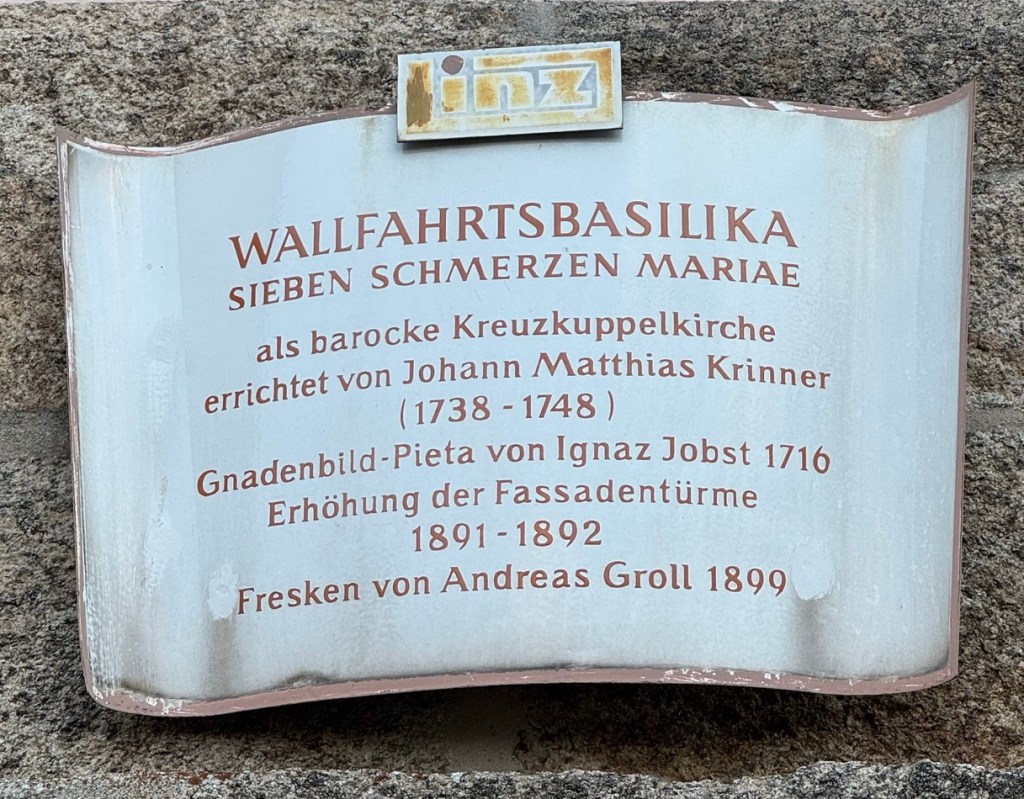 linz
WALLFAHRTSBASILIKA
SIEBEN SCHMERZEN MARIAE
als barocke Kreuzkuppelkirche
errichtet von Johann Matthias Krinner
(1738 - 1748)
Gnadenbild-Pieta von Ignaz Jobst 1716
Erhöhung der Fassadentürme
1891 - 1892
Fresken von Andreas Groll 1899